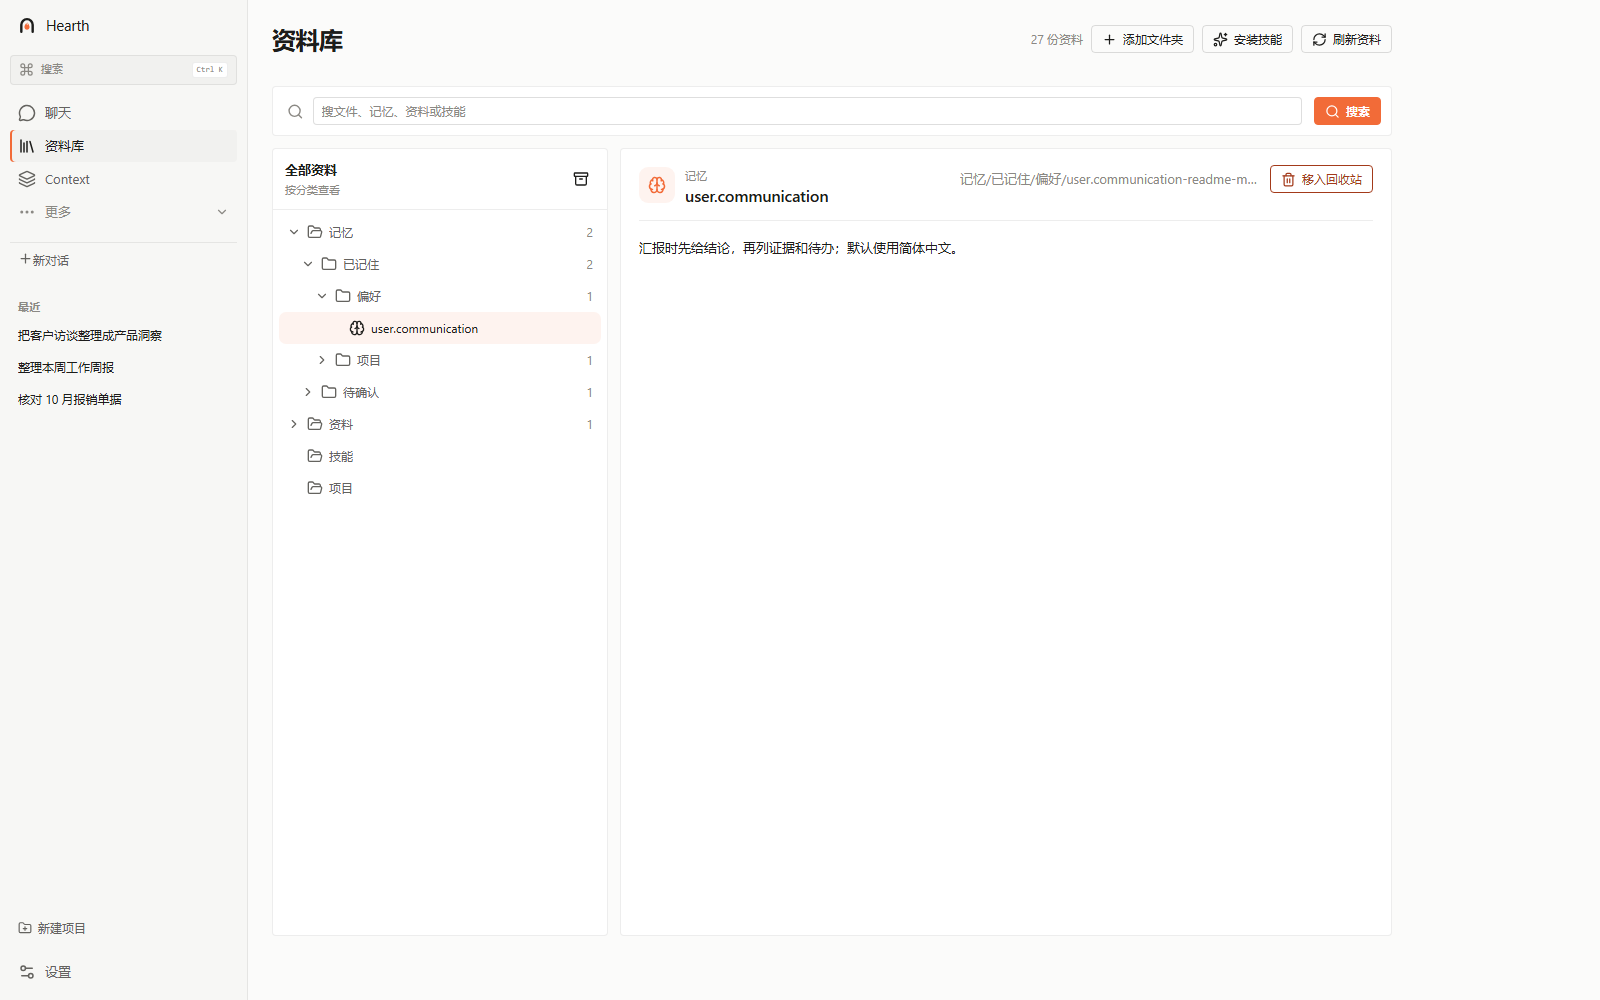 Hearth
搜索 Ctrl K
聊天
资料库
Context
更多
新对话
最近
把客户访谈整理成产品洞察
整理本周工作周报
核对 10 月报销单据
新建项目
设置
资料库
27 份资料
添加文件夹
安装技能
刷新资料
搜文件、记忆、资料或技能
搜索
全部资料
按分类查看
记忆 2
已记住 2
偏好 1
user.communication
项目 1
待确认 1
资料 1
技能
项目
记忆
user.communication
记忆/已记住/偏好/user.communication-readme-m...
移入回收站
汇报时先给结论，再列证据和待办；默认使用简体中文。